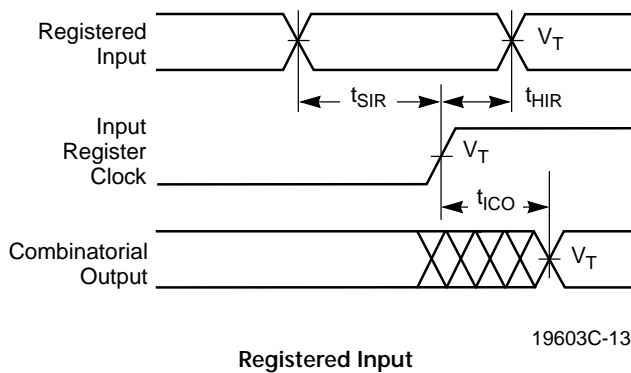 Registered
Input
V_T
t_SIR
t_HIR
Input
Register
Clock
V_T
t_ICO
Combinatorial
Output
V_T
19603C-13
Registered Input